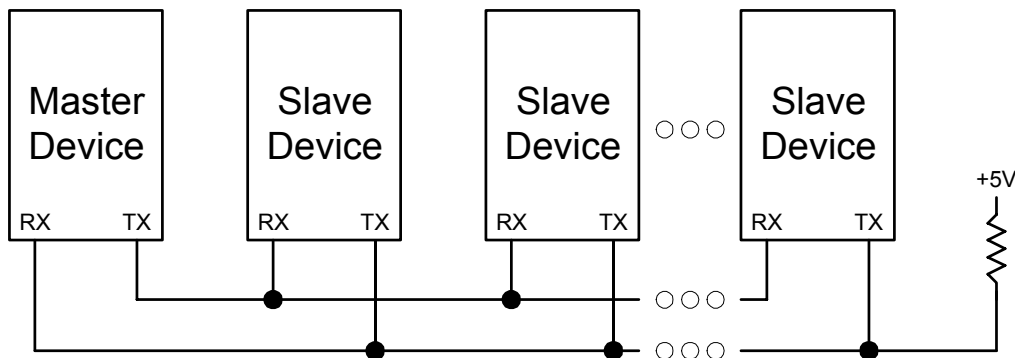 Master
Device
Slave
Device
Slave
Device
Slave
Device
+5V
RX TX
RX TX
RX TX
RX TX